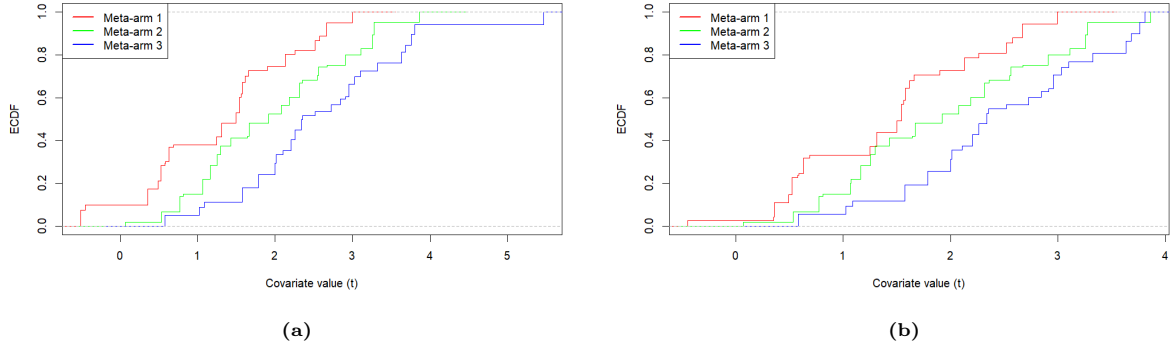 1.0
0.8
0.6
0.4
0.2
0.0
ECDF
Meta-arm 1
Meta-arm 2
Meta-arm 3
0 1 2 3 4 5
Covariate value (t)
(a)
1.0
0.8
0.6
0.4
0.2
0.0
ECDF
Meta-arm 1
Meta-arm 2
Meta-arm 3
0 1 2 3 4
Covariate value (t)
(b)